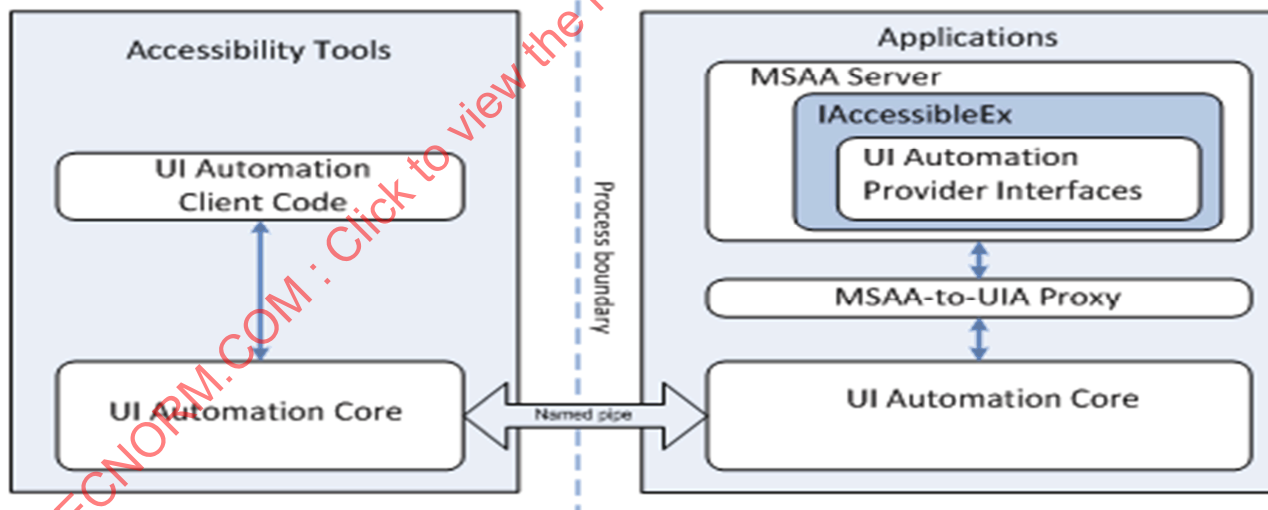 Accessibility Tools
UI Automation
Client Code
UI Automation Core
Process boundary
Named pipe
Applications
MSAA Server
IAccessibleEx
UI Automation
Provider Interfaces
MSAA-to-UIA Proxy
UI Automation Core
ECNORM.COM : Click to view the